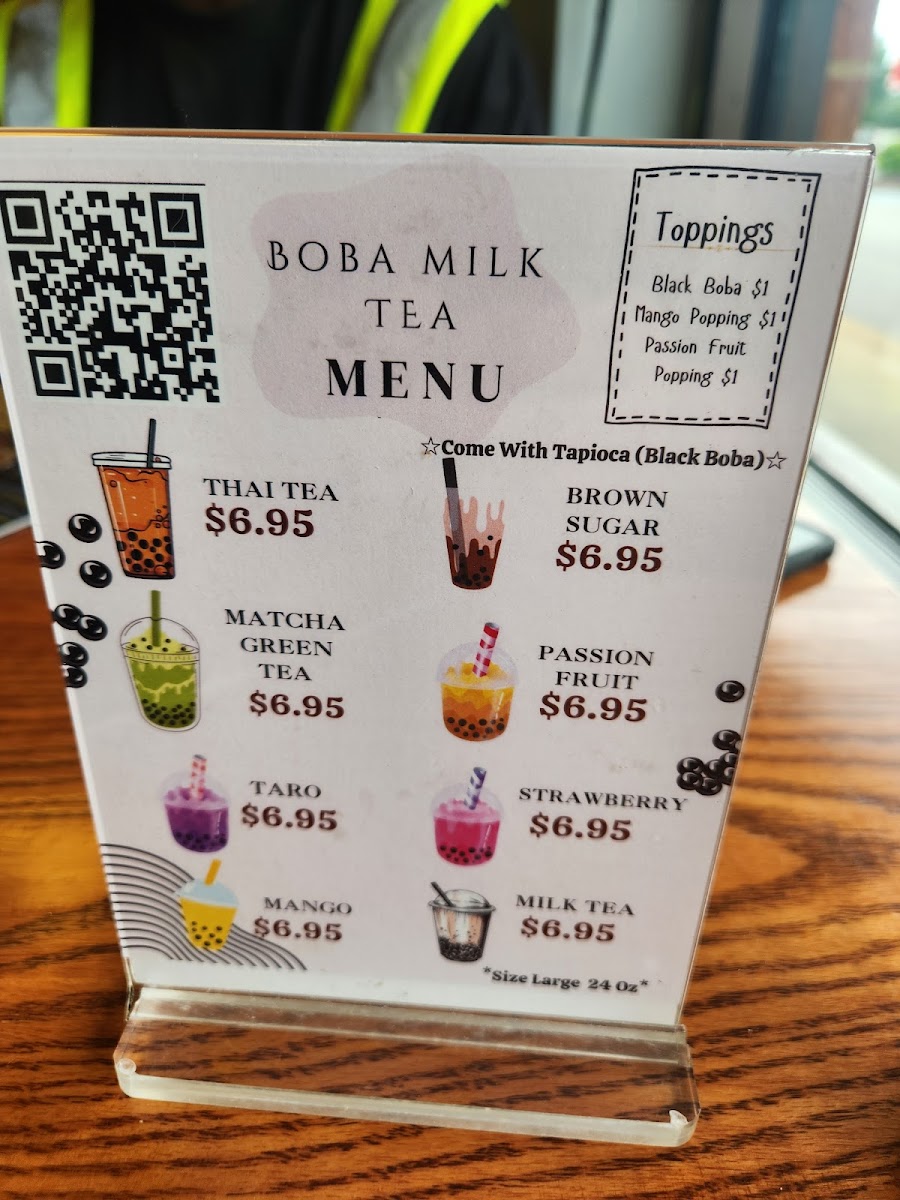 BOBA MILK
TEA
MENU
Toppings
Black Boba $1
Mango Popping $1
Passion Fruit
Popping $1
☆Come With Tapioca (Black Boba)☆
THAI TEA
$6.95
BROWN
SUGAR
$6.95
MATCHA
GREEN
TEA
$6.95
PASSION
FRUIT
$6.95
TARO
$6.95
STRAWBERRY
$6.95
MANGO
$6.95
MILK TEA
$6.95
*Size Large 24 Oz*